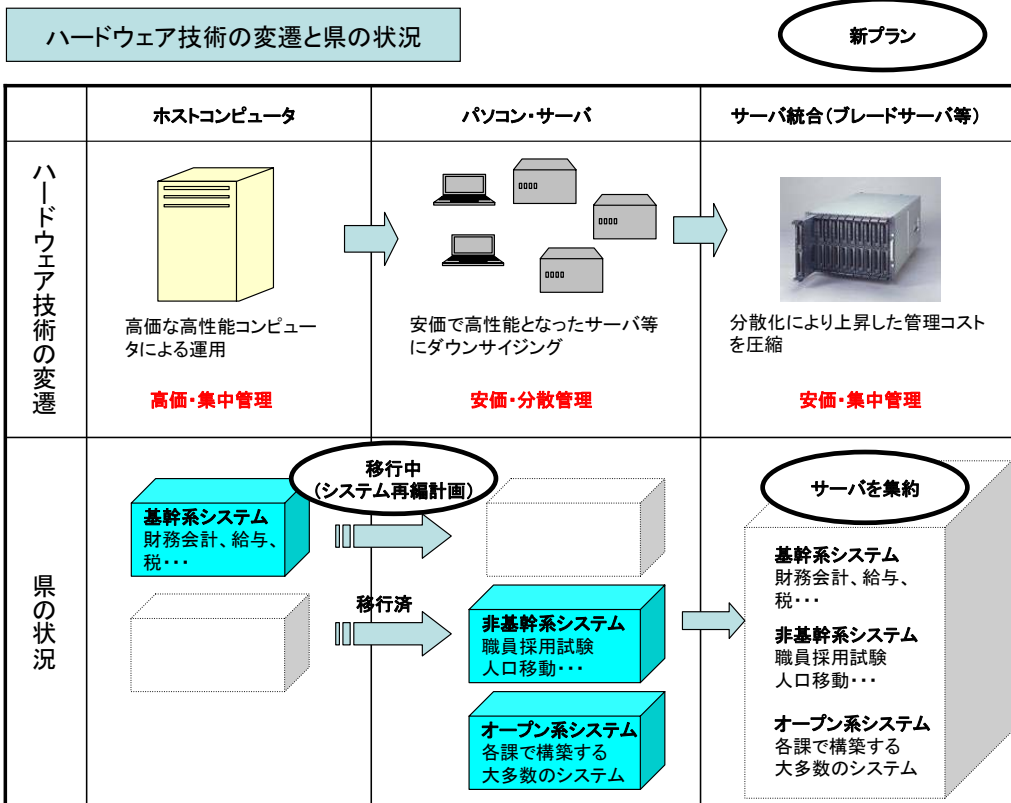 ハードウェア技術の変遷と県の状況
新プラン
ホストコンピュータ
パソコン・サーバ
サーバ統合(ブレードサーバ等)
ハードウェア技術の変遷
高価な高性能コンピュー
タによる運用
高価・集中管理
安価で高性能となったサーバ等
にダウンサイジング
安価・分散管理
分散化により上昇した管理コスト
を圧縮
安価・集中管理
県の状況
移行中
(システム再編計画)
基幹系システム
財務会計、給与、
税・・・
移行済
非基幹系システム
職員採用試験
人口移動・・・
オープン系システム
各課で構築する
大多数のシステム
サーバを集約
基幹系システム
財務会計、給与、
税・・・
非基幹系システム
職員採用試験
人口移動・・・
オープン系システム
各課で構築する
大多数のシステム